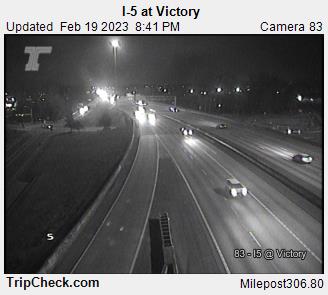 I-5 at Victory
Updated Feb 19 2023 8:41 PM Camera 83
T
S
83 - I5 @ Victory
TripCheck.com Milepost306.80